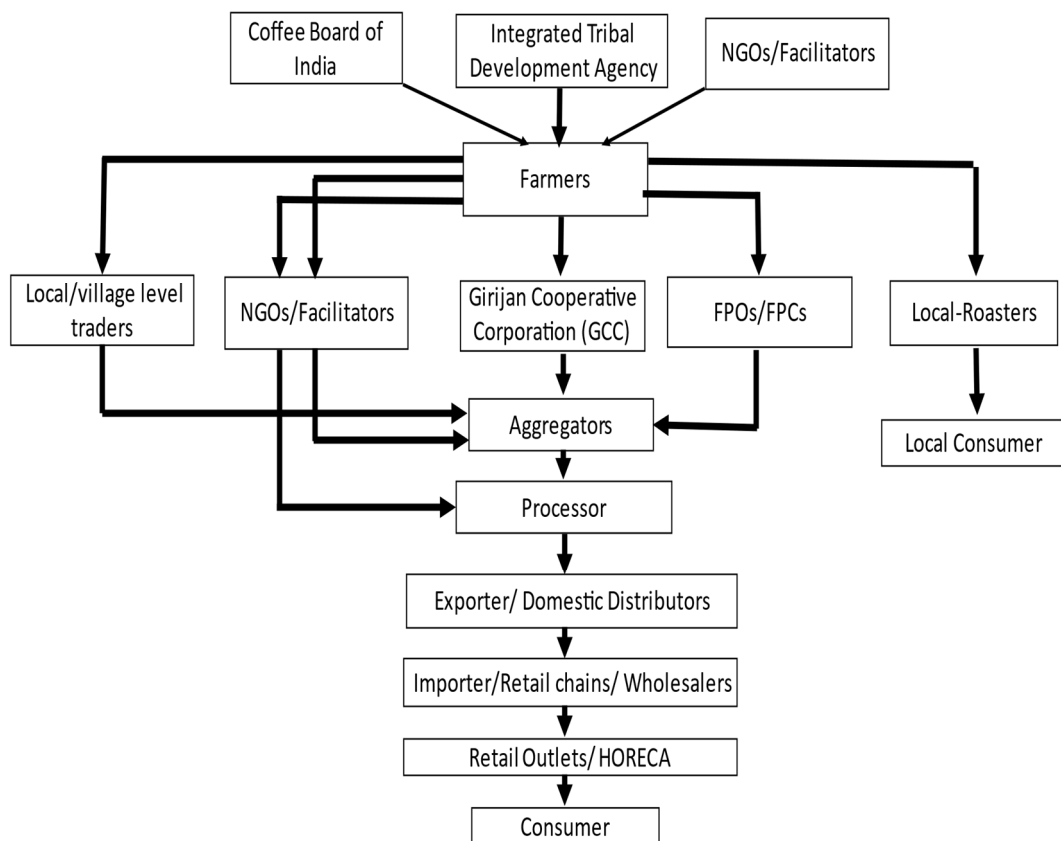 Coffee Board of
India
Integrated Tribal
Development Agency
NGOs/Facilitators
Farmers
Local/village level
traders
NGOs/Facilitators
Girijan Cooperative
Corporation (GCC)
FPOs/FPCs
Local-Roasters
Aggregators
Local Consumer
Processor
Exporter/ Domestic Distributors
Importer/Retail chains/ Wholesalers
Retail Outlets/ HORECA
Consumer